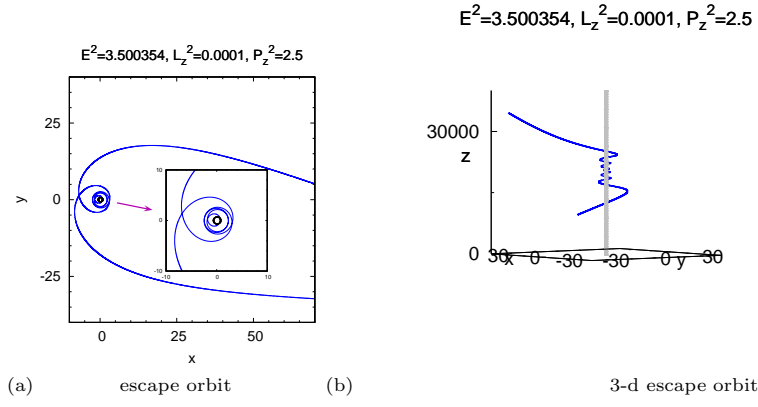 E²=3.500354, L_z²=0.0001, P_z²=2.5
25
0
-25
y
0
25
50
x
10
0
-10
-10
0
10
(a) escape orbit
E²=3.500354, L_z²=0.0001, P_z²=2.5
30000
z
0
30
x
0
-30
-30
0
y
30
(b) 3-d escape orbit